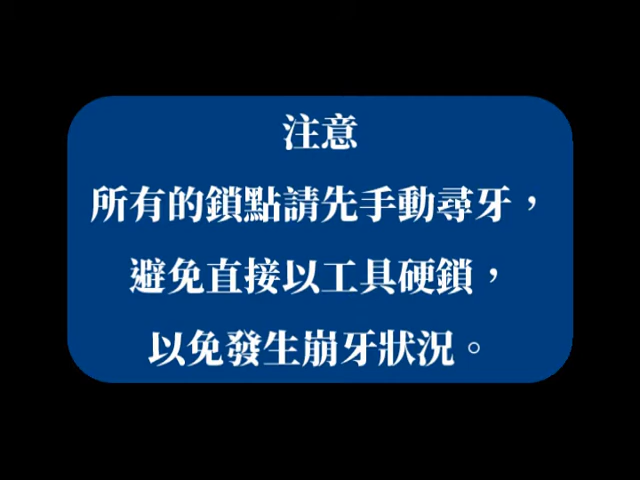 注意
所有的鎖點請先手動尋牙，
避免直接以工具硬鎖，
以免發生崩牙狀況。